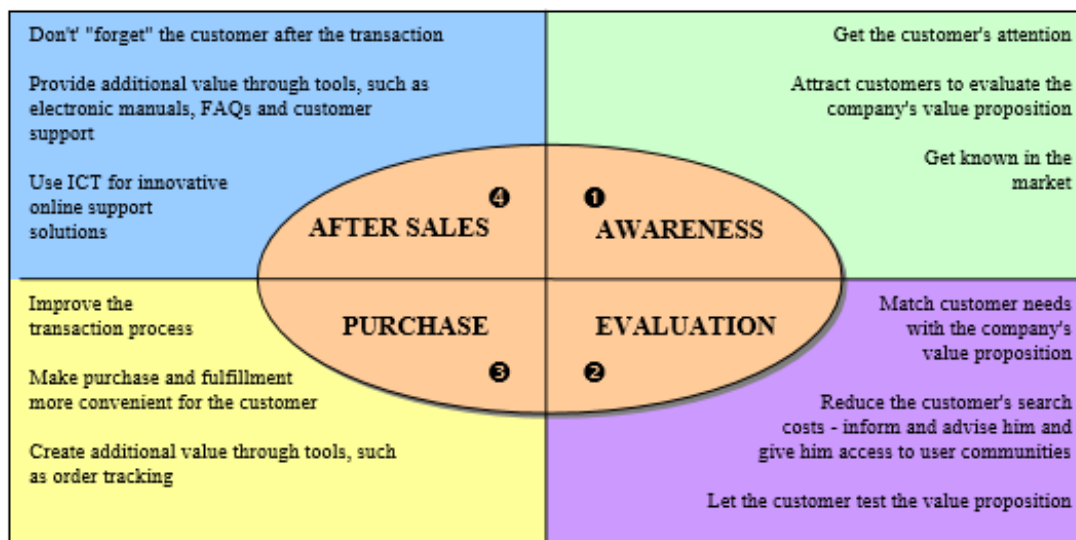 Don't' "forget" the customer after the transaction
Provide additional value through tools, such as
electronic manuals, FAQs and customer
support
Use ICT for innovative
online support
solutions
Get the customer's attention
Attract customers to evaluate the
company's value proposition
Get known in the
market
❹
AFTER SALES
❶
AWARENESS
PURCHASE
❸
EVALUATION
❷
Improve the
transaction process
Make purchase and fulfillment
more convenient for the customer
Create additional value through tools, such
as order tracking
Match customer needs
with the company's
value proposition
Reduce the customer's search
costs - inform and advise him and
give him access to user communities
Let the customer test the value proposition